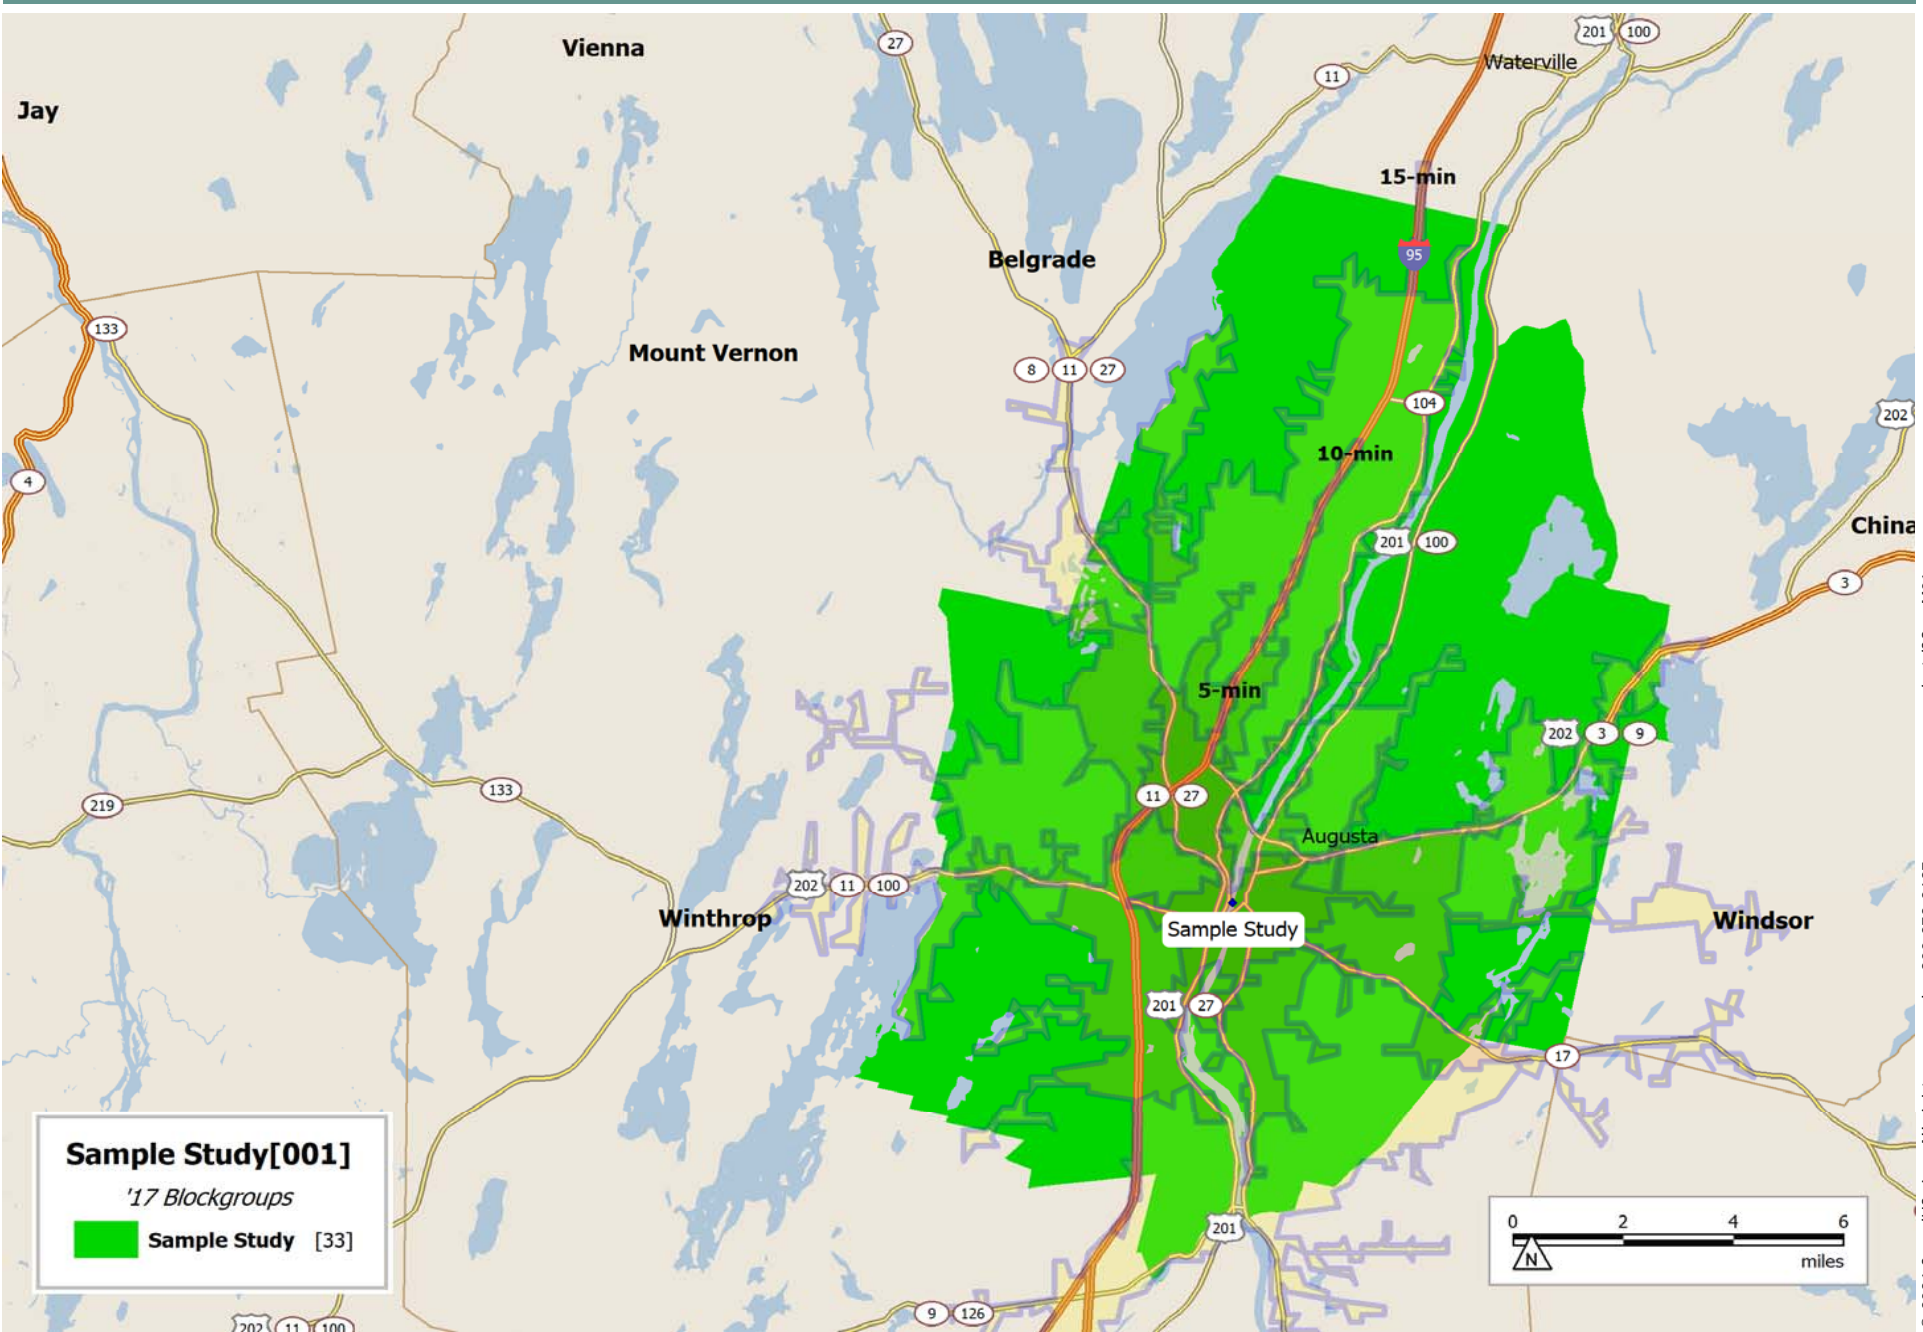 Vienna
27
201
100
Waterville
11
Jay
15-min
95
Belgrade
133
Mount Vernon
8
11
27
104
202
10-min
4
China
201
100
3
5-min
202
3
9
133
11
27
219
Augusta
202
11
100
Winthrop
Sample Study
Windsor
201
27
17
Sample Study[001]
'17 Blockgroups
Sample Study [33]
201
0 2 4 6
N
miles
9
126
202
11
100